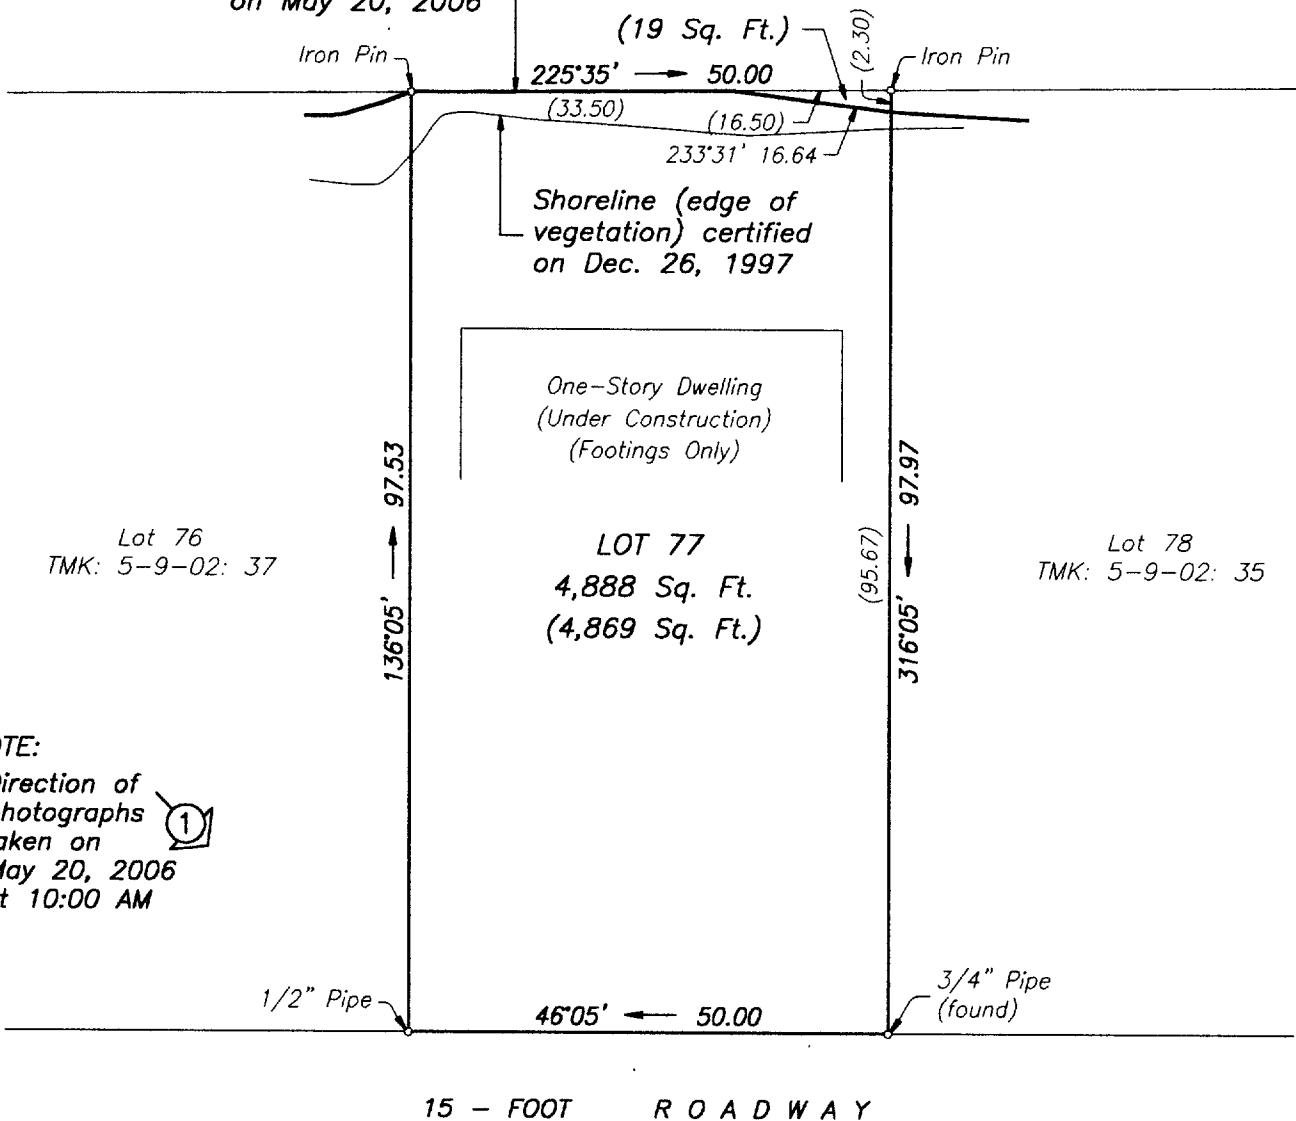 on May 20, 2006
(19 Sq. Ft.)
(2.30)
Iron Pin
Iron Pin
225°35' 50.00
(33.50)
(16.50)
233°31' 16.64
Shoreline (edge of
vegetation) certified
on Dec. 26, 1997
One-Story Dwelling
(Under Construction)
(Footings Only)
136°05' 97.53
97.97
316°05'
(95.67)
Lot 76
TMK: 5-9-02: 37
LOT 77
4,888 Sq. Ft.
(4,869 Sq. Ft.)
Lot 78
TMK: 5-9-02: 35
OTE:
irection of
hotographs
aken on
May 20, 2006
t 10:00 AM
1
1/2" Pipe
3/4" Pipe
(found)
46°05' 50.00
15 - FOOT ROADWAY